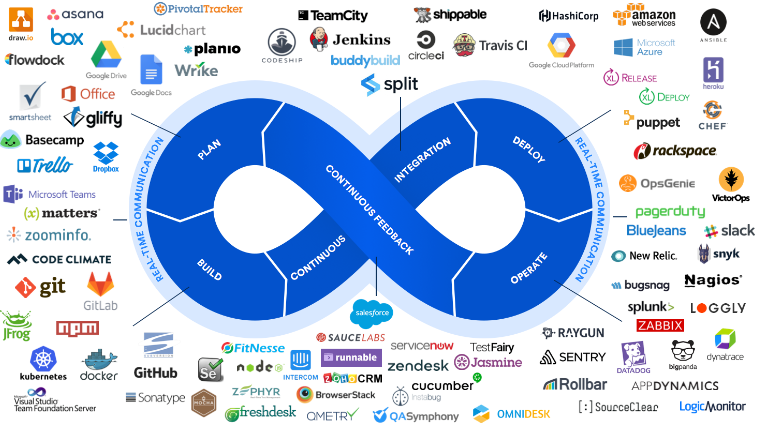 draw.io
asana
PivotalTracker
TeamCity
shippable
HashiCorp
amazon
webservices
ANSIBLE
box
Lucidchart
planio
CODESHIP
Jenkins
circleci
Travis CI
Google Cloud Platform
Microsoft
Azure
flowdock
Google Drive
Google Docs
Wrike
buddybuild
XL RELEASE
heroku
smartsheet
Office
split
XL DEPLOY
gliffy
puppet
CHEF
Basecamp
Trello
Dropbox
rackspace
PLAN
INTEGRATION
DEPLOY
REAL-TIME COMMUNICATION
CONTINUOUS FEEDBACK
REAL-TIME COMMUNICATION
BUILD
CONTINUOUS
OPERATE
Microsoft Teams
OpsGenie
VictorOps
(x) matters
pagerduty
zoominfo.
BlueJeans
slack
CODE CLIMATE
New Relic.
snyk
git
GitLab
bugsnag
Nagios
splunk>
LOGGLY
JFrog
npm
salesforce
ZABBIX
SAUCELABS
servicenow
TestFairy
RAYGUN
kubernetes
docker
GitHub
FitNesse
node
Se
INTERCOM
runnable
zendesk
Jasmine
SENTRY
DATADOG
bigpanda
dynatrace
ZOHO CRM
Microsoft
Visual Studio
Team Foundation Server
Sonatype
MOCHA
ZEPHYR
BrowserStack
instabug
cucumber
Rollbar
APPDYNAMICS
freshdesk
QMETRY
QASymphony
OMNIDESK
[:]SourceClear
LogicMonitor